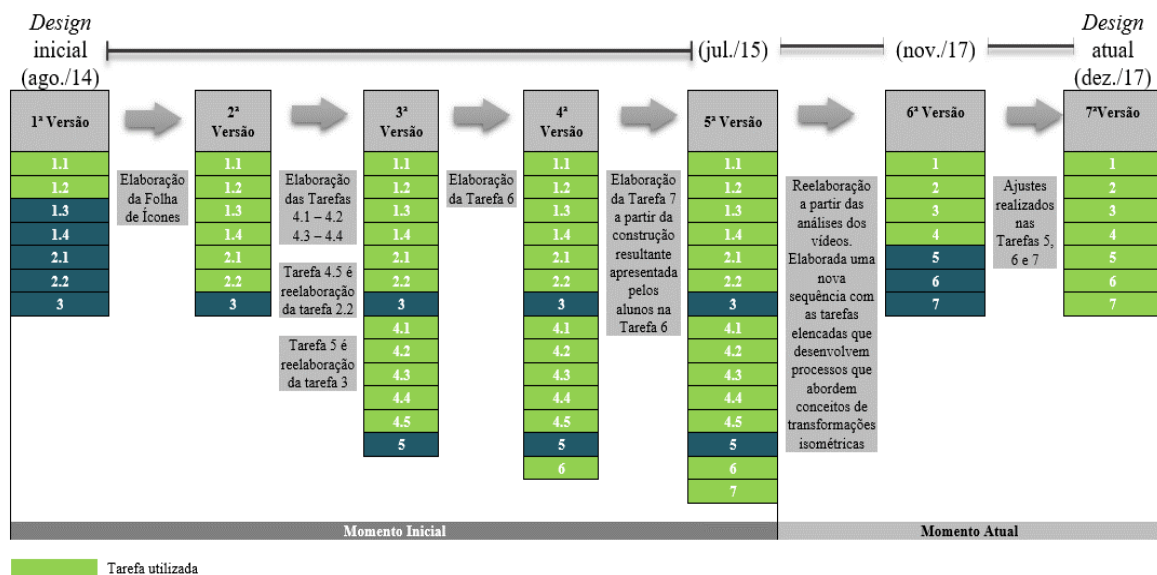 Design
inicial
(ago./14)
(jul./15)
(nov./17)
Design
atual
(dez./17)
1ª Versão
1.1
1.2
1.3
1.4
2.1
2.2
3
Elaboração
da Folha
de Ícones
2ª
Versão
1.1
1.2
1.3
1.4
2.1
2.2
3
Elaboração
das Tarefas
4.1 – 4.2
4.3 – 4.4
Tarefa 4.5 é
reelaboração
da tarefa 2.2
Tarefa 5 é
reelaboração
da tarefa 3
3ª
Versão
1.1
1.2
1.3
1.4
2.1
2.2
3
4.1
4.2
4.3
4.4
4.5
5
Elaboração
da Tarefa 6
4ª
Versão
1.1
1.2
1.3
1.4
2.1
2.2
3
4.1
4.2
4.3
4.4
4.5
5
6
Elaboração
da Tarefa 7
a partir da
construção
resultante
apresentada
pelos
alunos na
Tarefa 6
5ª Versão
1.1
1.2
1.3
1.4
2.1
2.2
3
4.1
4.2
4.3
4.4
4.5
5
6
7
Reelaboração
a partir das
análises dos
vídeos.
Elaborada uma
nova
sequência com
as tarefas
elencadas que
desenvolvem
processos que
abordem
conceitos de
transformações
isométricas
6ª Versão
1
2
3
4
5
6
7
Ajustes
realizados
nas
Tarefas 5,
6 e 7
7ªVersão
1
2
3
4
5
6
7
Momento Inicial
Momento Atual
Tarefa utilizada